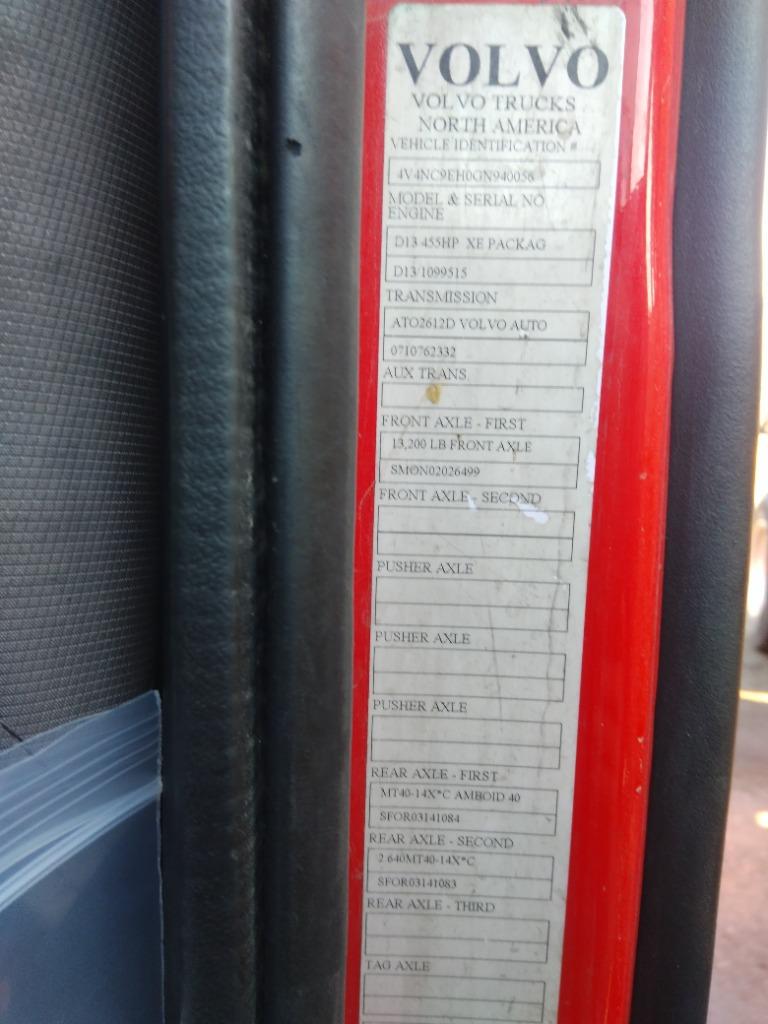 VOLVO
VOLVO TRUCKS
NORTH AMERICA
VEHICLE IDENTIFICATION #
4V4NC9EH0GN940056
MODEL & SERIAL NO.
ENGINE
D13 455HP XE PACKAG
D13/1099515
TRANSMISSION
ATO2612D VOLVO AUTO
0710762332
AUX TRANS.
FRONT AXLE - FIRST
13,200 LB FRONT AXLE
SMON02026499
FRONT AXLE - SECOND
PUSHER AXLE
PUSHER AXLE
PUSHER AXLE
REAR AXLE - FIRST
MT40-14X*C AMBOID 40
SFOR03141084
REAR AXLE - SECOND
2.640MT40-14X*C
SFOR03141083
REAR AXLE - THIRD
TAG AXLE